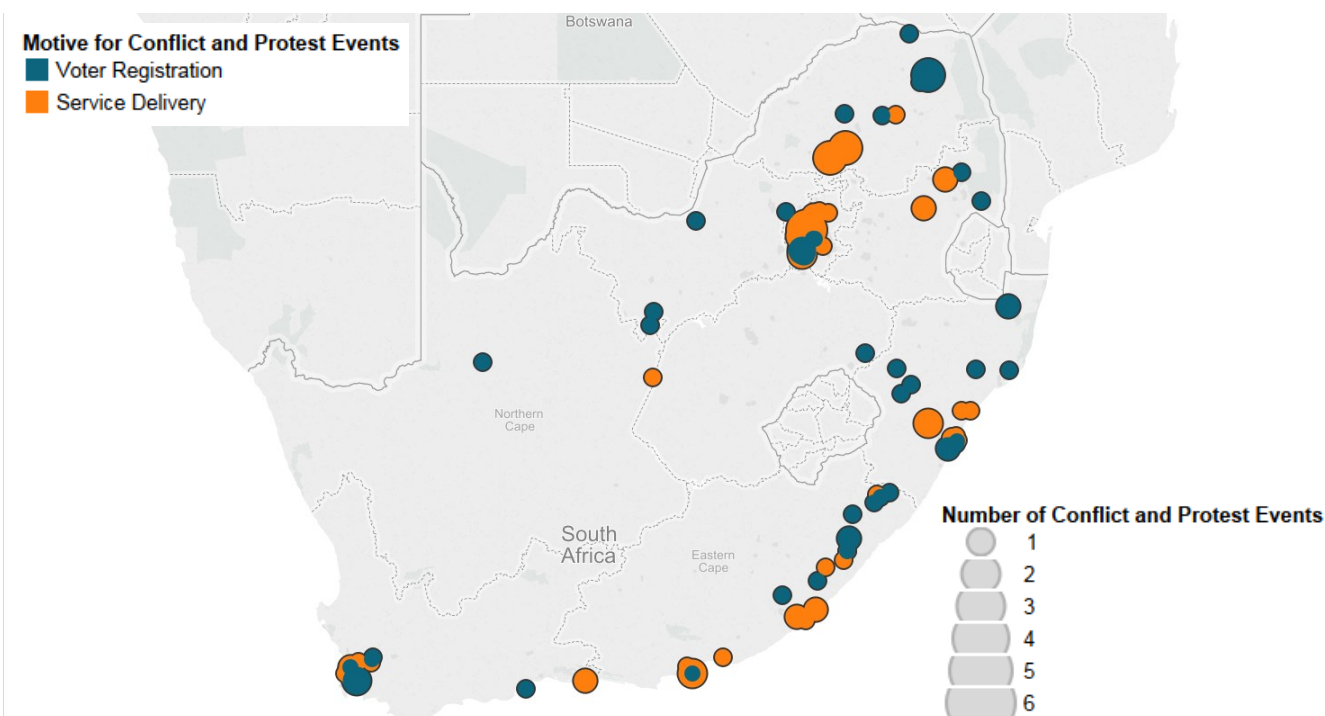 Botswana
Motive for Conflict and Protest Events
Voter Registration
Service Delivery
Northern
Cape
South
Africa
Eastern
Cape
Number of Conflict and Protest Events
1
2
3
4
5
6